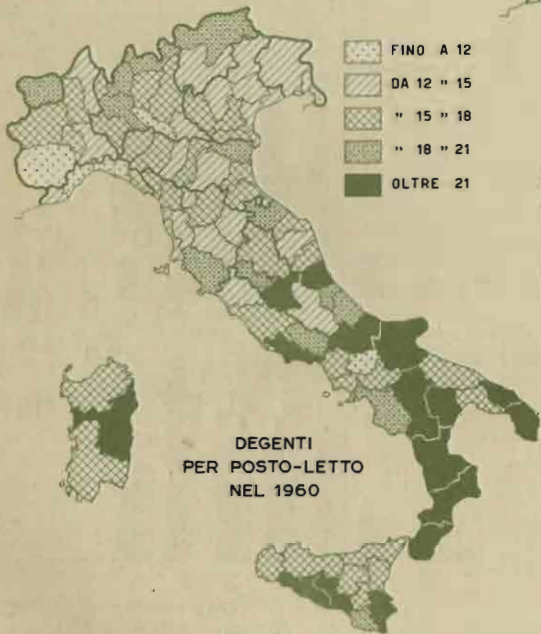 FINO A 12
DA 12 " 15
" 15 " 18
" 18 " 21
OLTRE 21
DEGENTI
PER POSTO-LETTO
NEL 1960